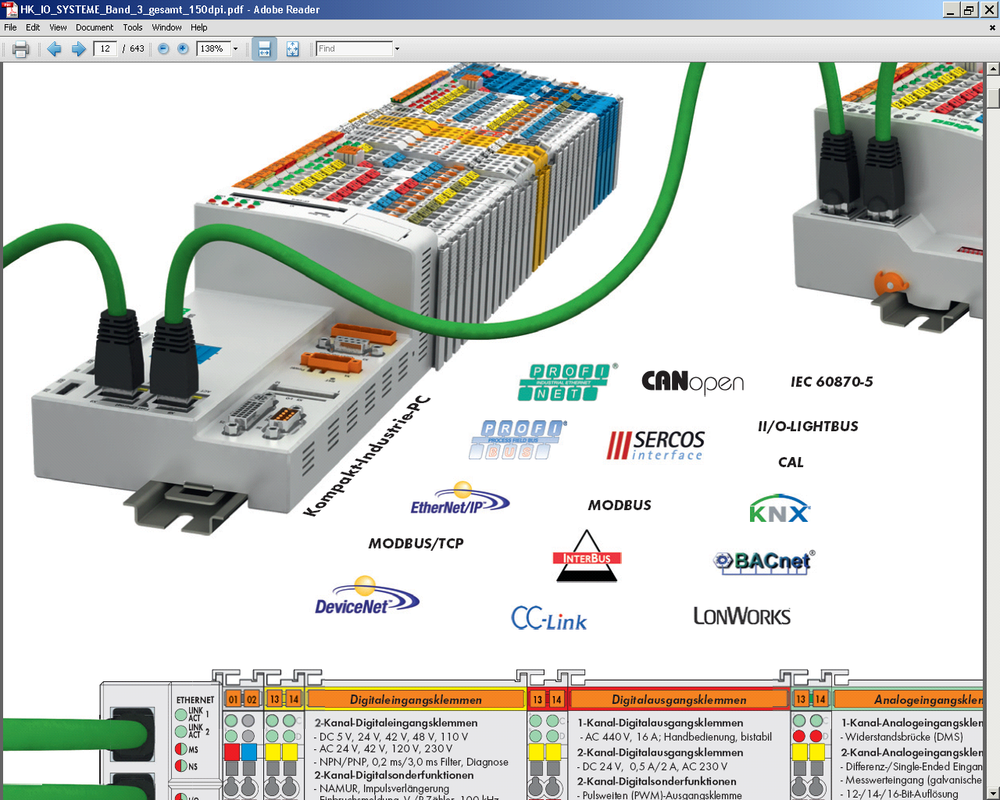 HK_IO_SYSTEME_Band_3_gesamt_150dpi.pdf - Adobe Reader
File Edit View Document Tools Window Help
12 / 643 138% Find
Kompakt-Industrie-PC
PROFI NET INDUSTRIAL ETHERNET ®
CANopen
IEC 60870-5
PROFI BUS PROCESS FIELD BUS ®
SERCOS interface
II/O-LIGHTBUS
CAL
EtherNet/IP™
MODBUS
KNX
MODBUS/TCP
INTERBUS
BACnet®
DeviceNet™
CC-Link
LONWORKS
ETHERNET
LINK ACT 1
LINK ACT 2
MS
NS
I/O
01 02 13 14
Digitaleingangsklemmen
2-Kanal-Digitaleingangsklemmen
- DC 5 V, 24 V, 42 V, 48 V, 110 V
- AC 24 V, 42 V, 120 V, 230 V
- NPN/PNP, 0,2 ms/3,0 ms Filter, Diagnose
2-Kanal-Digitalsonderfunktionen
- NAMUR, Impulsverlängerung
13 14
Digitalausgangsklemmen
1-Kanal-Digitalausgangsklemmen
- AC 440 V, 16 A; Handbedienung, bistabil
2-Kanal-Digitalausgangsklemmen
- DC 24 V, 0,5 A/2 A, AC 230 V
2-Kanal-Digitalsonderfunktionen
- Pulsweiten (PWM)-Ausgangsklemme
13 14
Analogeingangsklen
1-Kanal-Analogeingangsklen
- Widerstandsbrücke (DMS)
2-Kanal-Analogeingangsklen
- Differenz-/Single-Ended Eingan
- Messwerteingang (galvanische
- 12-/14-/16-Bit-Auflösung